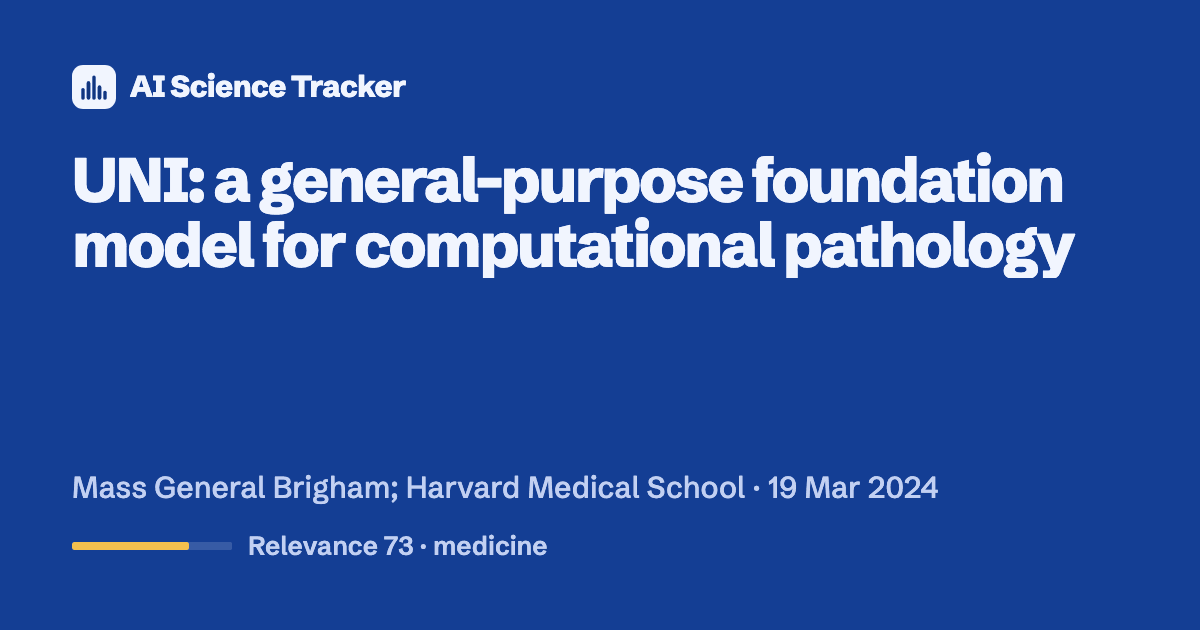 AI Science Tracker
UNI: a general-purpose foundation
model for computational pathology
Mass General Brigham; Harvard Medical School · 19 Mar 2024
Relevance 73 · medicine